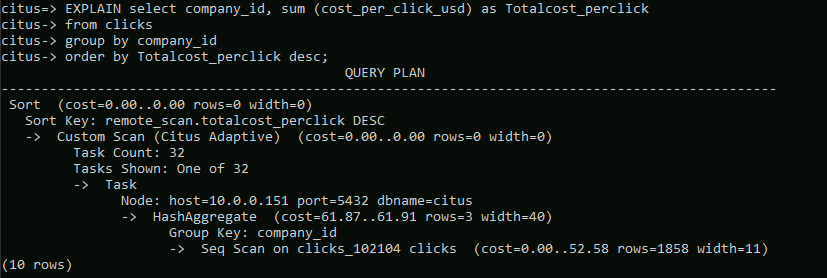 citus=> EXPLAIN select company_id, sum (cost_per_click_usd) as Totalcost_perclick
citus-> from clicks
citus-> group by company_id
citus-> order by Totalcost_perclick desc;
QUERY PLAN
-------------------------------------------------------------------------------------------------
Sort  (cost=0.00..0.00 rows=0 width=0)
  Sort Key: remote_scan.totalcost_perclick DESC
  ->  Custom Scan (Citus Adaptive)  (cost=0.00..0.00 rows=0 width=0)
        Task Count: 32
        Tasks Shown: One of 32
        ->  Task
              Node: host=10.0.0.151 port=5432 dbname=citus
              ->  HashAggregate  (cost=61.87..61.91 rows=3 width=40)
                    Group Key: company_id
                    ->  Seq Scan on clicks_102104 clicks  (cost=0.00..52.58 rows=1858 width=11)
(10 rows)